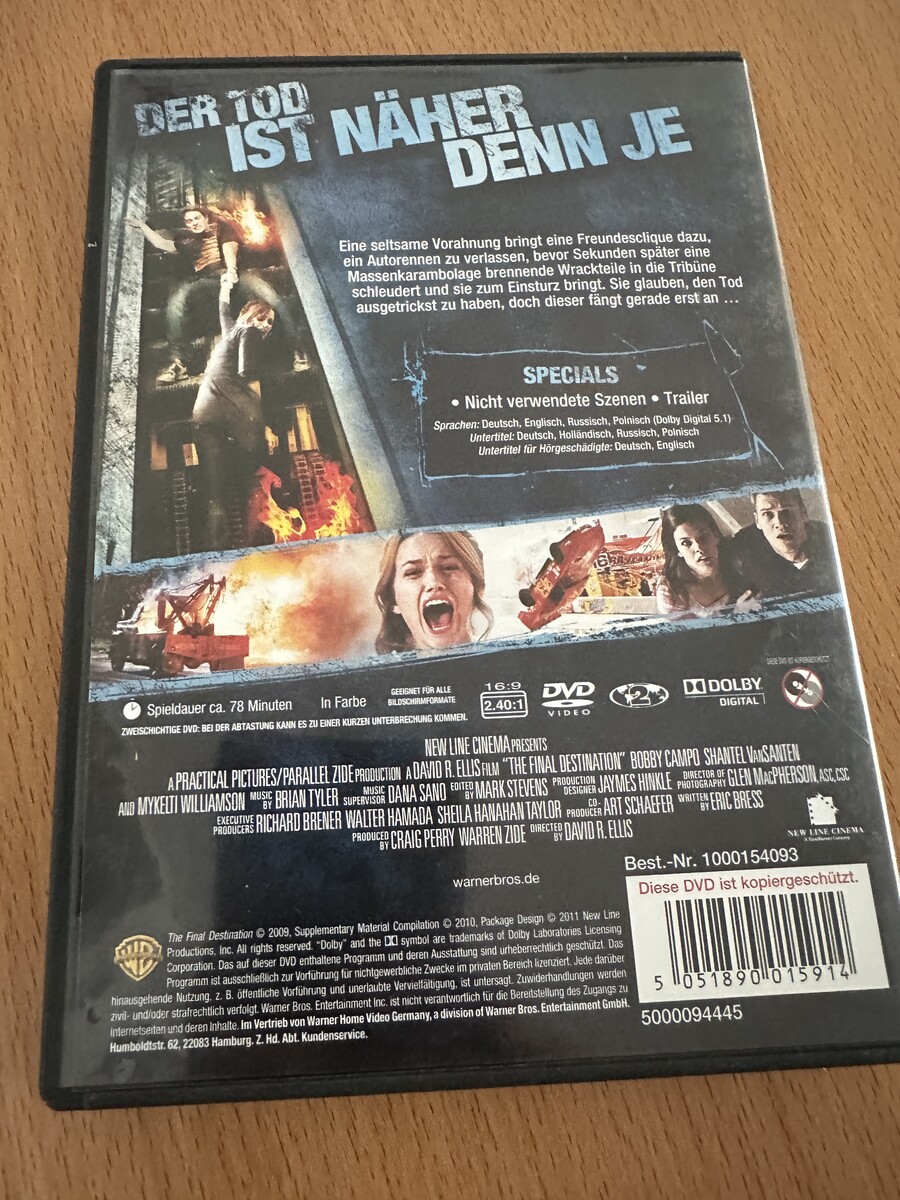 DER TOD
IST NÄHER
DENN JE
Eine seltsame Vorahnung bringt eine Freundesclique dazu,
ein Autorennen zu verlassen, bevor Sekunden später eine
Massenkarambolage brennende Wrackteile in die Tribüne
schleudert und sie zum Einsturz bringt. Sie glauben, den Tod
ausgetrickst zu haben, doch dieser fängt gerade erst an ...
SPECIALS
• Nicht verwendete Szenen • Trailer
Sprachen: Deutsch, Englisch, Russisch, Polnisch (Dolby Digital 5.1)
Untertitel: Deutsch, Holländisch, Russisch, Polnisch
Untertitel für Hörgeschädigte: Deutsch, Englisch
DIESE DVD IST KOPIERGESCHÜTZT
Spieldauer ca. 78 Minuten
In Farbe
GEEIGNET FÜR ALLE
BILDSCHIRMFORMATE
16:9
2.40:1
DVD
VIDEO
2
DOLBY
DIGITAL
ZWEISCHICHTIGE DVD: BEI DER ABTASTUNG KANN ES ZU EINER KURZEN UNTERBRECHUNG KOMMEN.
NEW LINE CINEMA PRESENTS
A PRACTICAL PICTURES/PARALLEL ZIDE PRODUCTION A DAVID R. ELLIS FILM "THE FINAL DESTINATION" BOBBY CAMPO SHANTEL VANSANTEN
AND MYKELTI WILLIAMSON MUSIC BY BRIAN TYLER MUSIC SUPERVISOR DANA SANO EDITED BY MARK STEVENS PRODUCTION DESIGNER JAYMES HINKLE DIRECTOR OF PHOTOGRAPHY GLEN MACPHERSON, ASC, CSC
EXECUTIVE PRODUCERS RICHARD BRENER WALTER HAMADA SHEILA HANAHAN TAYLOR CO-PRODUCER ART SCHAEFER WRITTEN BY ERIC BRESS
PRODUCED BY CRAIG PERRY WARREN ZIDE DIRECTED BY DAVID R. ELLIS
NEW LINE CINEMA
warnerbros.de
Best.-Nr. 1000154093
Diese DVD ist kopiergeschützt.
5 051890 015914
5000094445
WB
The Final Destination © 2009, Supplementary Material Compilation © 2010, Package Design © 2011 New Line
Productions, Inc. All rights reserved. "Dolby" and the symbol are trademarks of Dolby Laboratories Licensing
Corporation. Das auf dieser DVD enthaltene Programm und deren Ausstattung sind urheberrechtlich geschützt. Das
Programm ist ausschließlich zur Vorführung für nichtgewerbliche Zwecke im privaten Bereich lizenziert. Jede darüber
hinausgehende Nutzung, z. B. öffentliche Vorführung und unerlaubte Vervielfältigung, ist untersagt. Zuwiderhandlungen werden
zivil- und/oder strafrechtlich verfolgt. Warner Bros. Entertainment Inc. ist nicht verantwortlich für die Bereitstellung des Zugangs zu
Internetseiten und deren Inhalte. Im Vertrieb von Warner Home Video Germany, a division of Warner Bros. Entertainment GmbH.
Humboldtstr. 62, 22083 Hamburg. Z. Hd. Abt. Kundenservice.